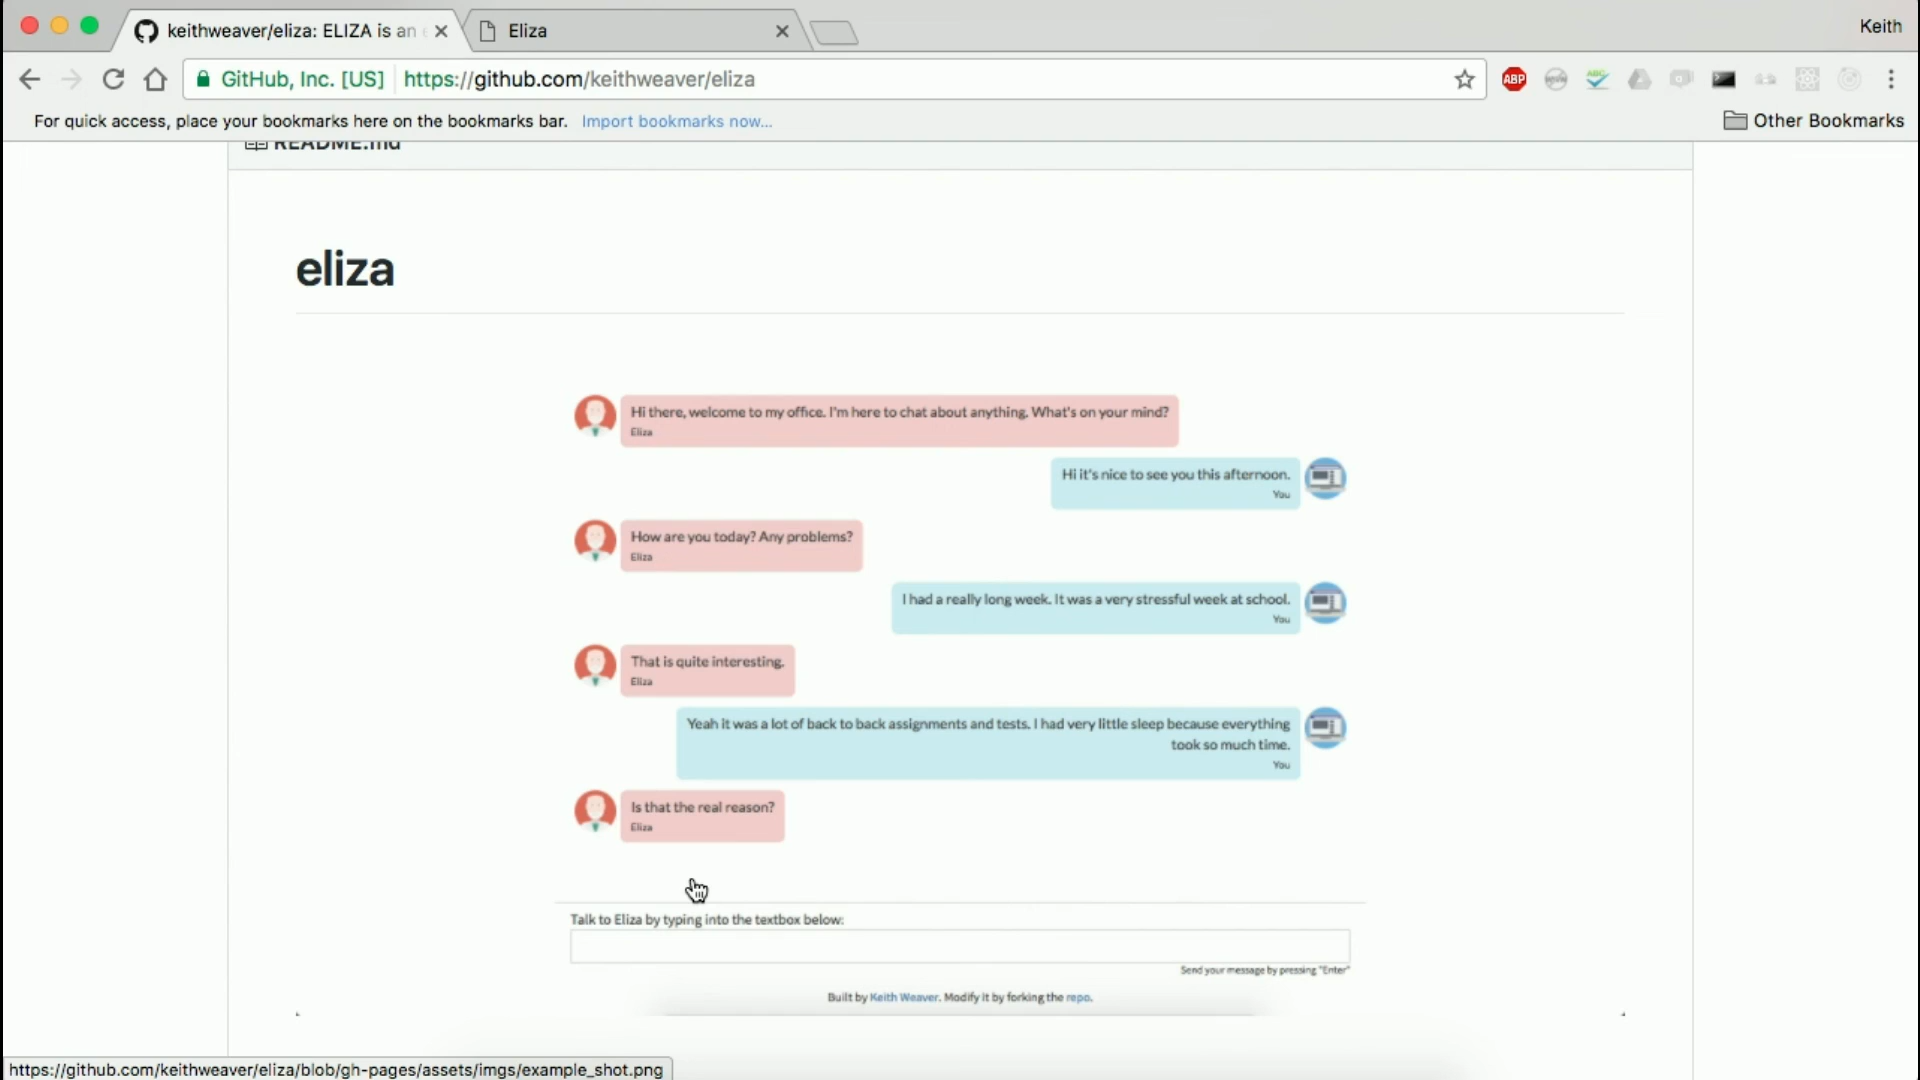 keithweaver/eliza: ELIZA is an
Eliza
Keith
GitHub, Inc. [US]
https://github.com/keithweaver/eliza
ABP
For quick access, place your bookmarks here on the bookmarks bar. Import bookmarks now...
Other Bookmarks
README.md
eliza
Hi there, welcome to my office. I'm here to chat about anything. What's on your mind?
Eliza
Hi it's nice to see you this afternoon.
You
How are you today? Any problems?
Eliza
I had a really long week. It was a very stressful week at school.
You
That is quite interesting.
Eliza
Yeah it was a lot of back to back assignments and tests. I had very little sleep because everything
took so much time.
You
Is that the real reason?
Eliza
Talk to Eliza by typing into the textbox below:
Send your message by pressing "Enter"
Built by Keith Weaver. Modify it by forking the repo.
https://github.com/keithweaver/eliza/blob/gh-pages/assets/imgs/example_shot.png